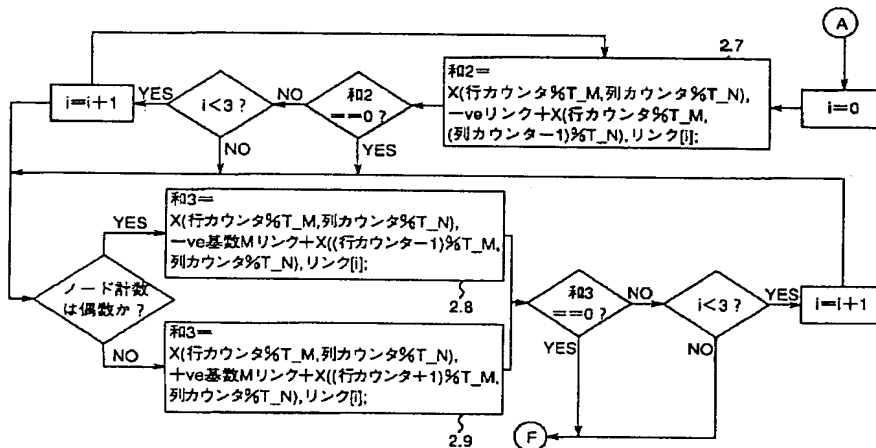 A
i=0
2.7
和2=
X(行カウンタ%T_M,列カウンタ%T_N),
ーveリンク+X(行カウンタ%T_M,
(列カウンター1)%T_N),リンク[i];
和2
==0?
NO
YES
i<3?
YES
NO
i=i+1
ノード計数
は偶数か?
YES
NO
和3=
X(行カウンタ%T_M,列カウンタ%T_N),
ーve基数Mリンク+X((行カウンター1)%T_M,
列カウンタ%T_N),リンク[i];
2.8
和3=
X(行カウンタ%T_M,列カウンタ%T_N),
+ve基数Mリンク+X((行カウンタ+1)%T_M,
列カウンタ%T_N),リンク[i];
2.9
和3
==0?
NO
YES
i<3?
YES
NO
i=i+1
F